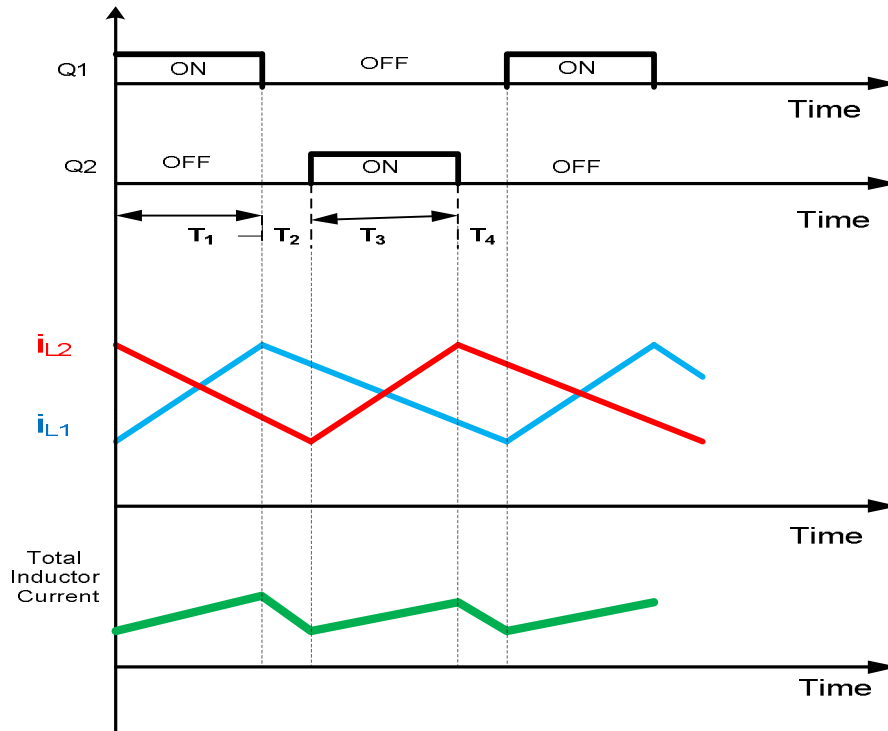 Q1
ON
OFF
ON
Time
Q2
OFF
ON
OFF
Time
T1
T2
T3
T4
iL2
iL1
Time
Total
Inductor
Current
Time